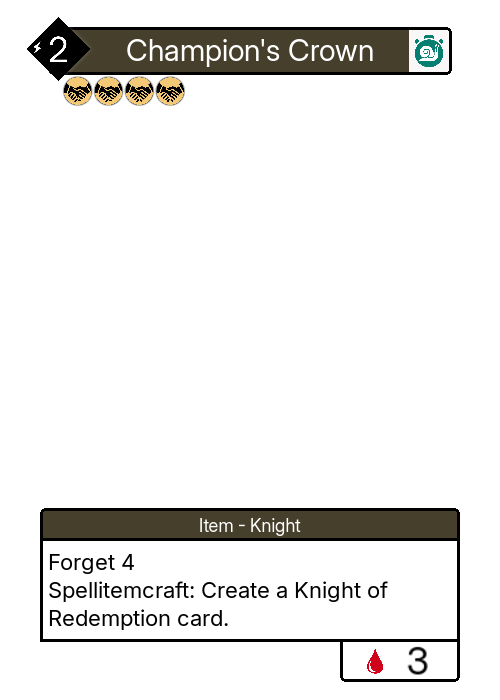 2
Champion's Crown
Item - Knight
Forget 4
Spellitemcraft: Create a Knight of
Redemption card.
3